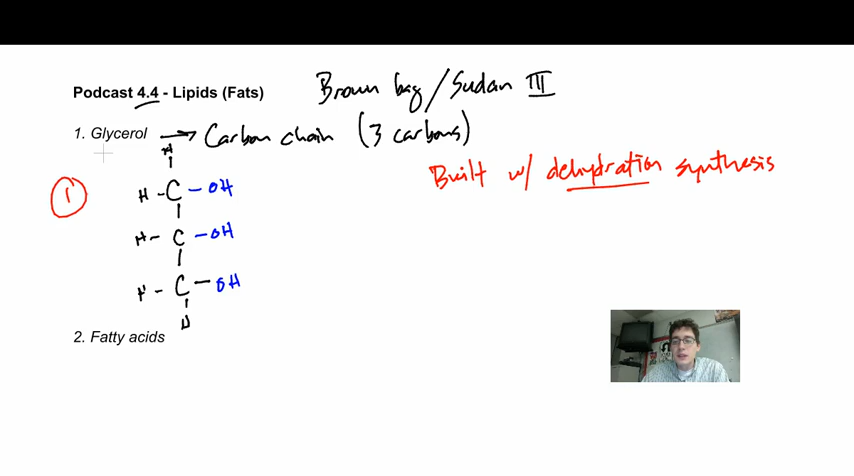 Podcast 4.4 - Lipids (Fats) Brown bag / Sudan III
1. Glycerol → Carbon chain (3 carbons)
Built w/ dehydration synthesis
H
1 H - C - OH
H - C - OH
H - C - OH
H
2. Fatty acids